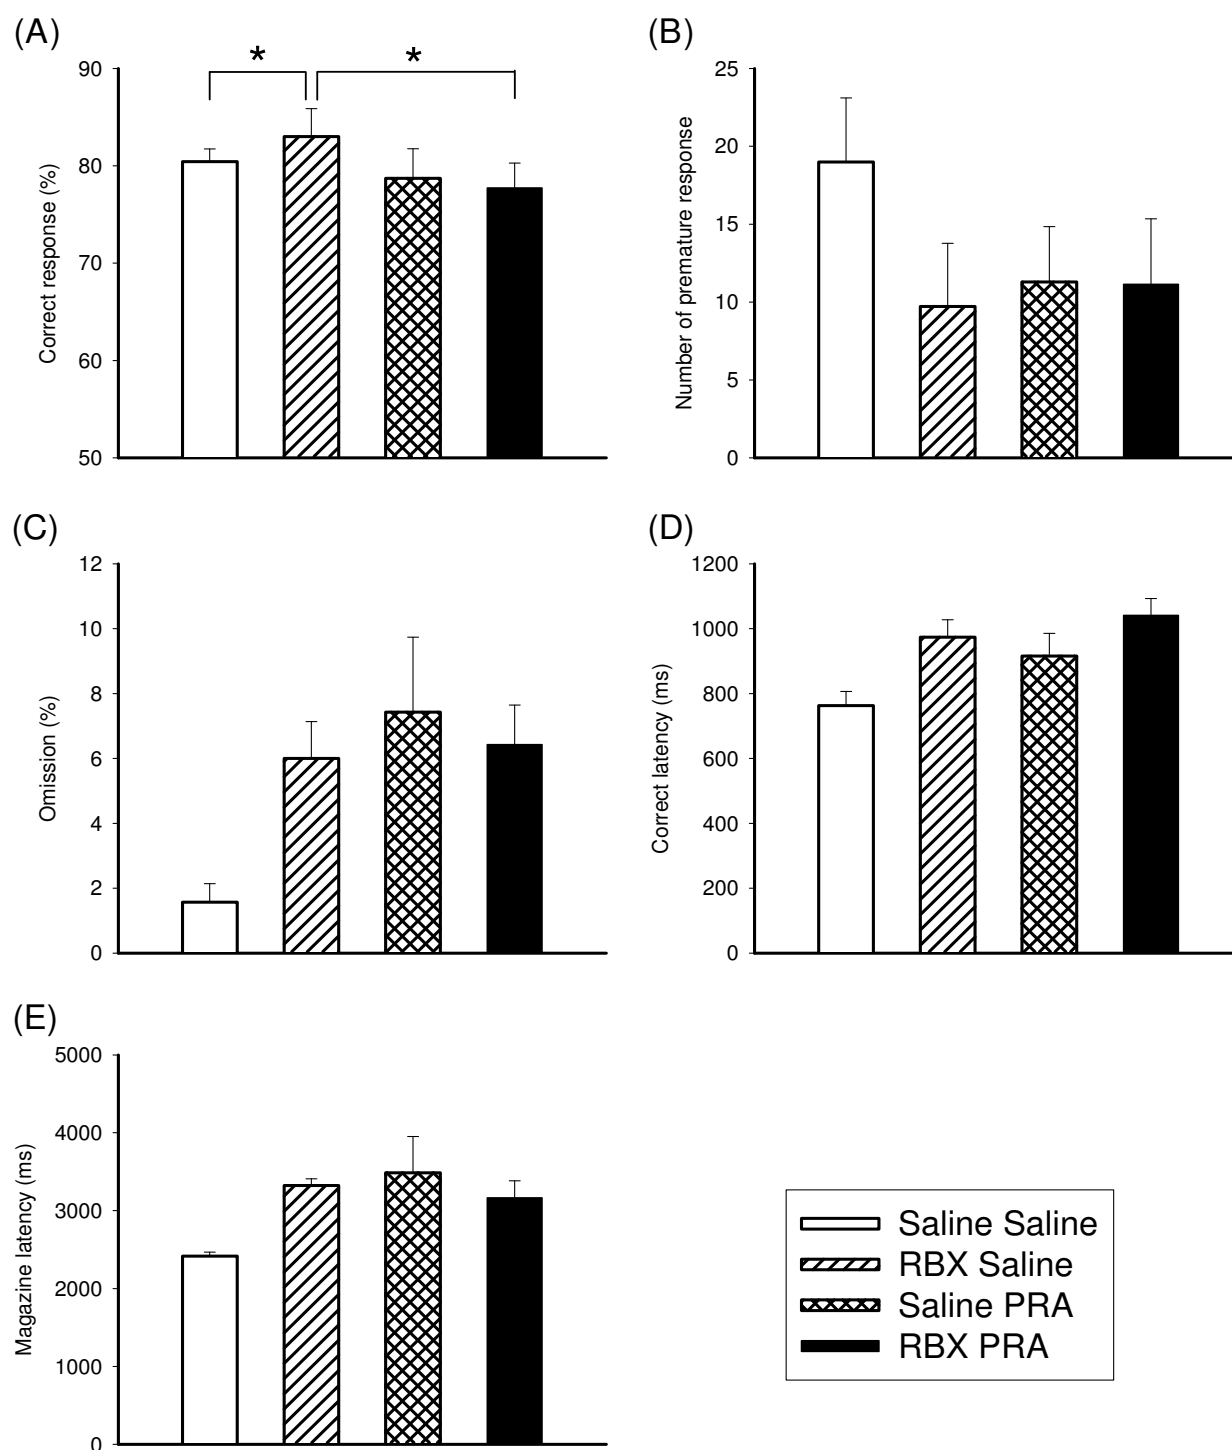 (A)
* *
90
80
70
60
50
Correct response (%)
(B)
25
20
15
10
5
0
Number of premature response
(C)
12
10
8
6
4
2
0
Omission (%)
(D)
1200
1000
800
600
400
200
0
Correct latency (ms)
(E)
5000
4000
3000
2000
1000
0
Magazine latency (ms)
Saline Saline
RBX Saline
Saline PRA
RBX PRA